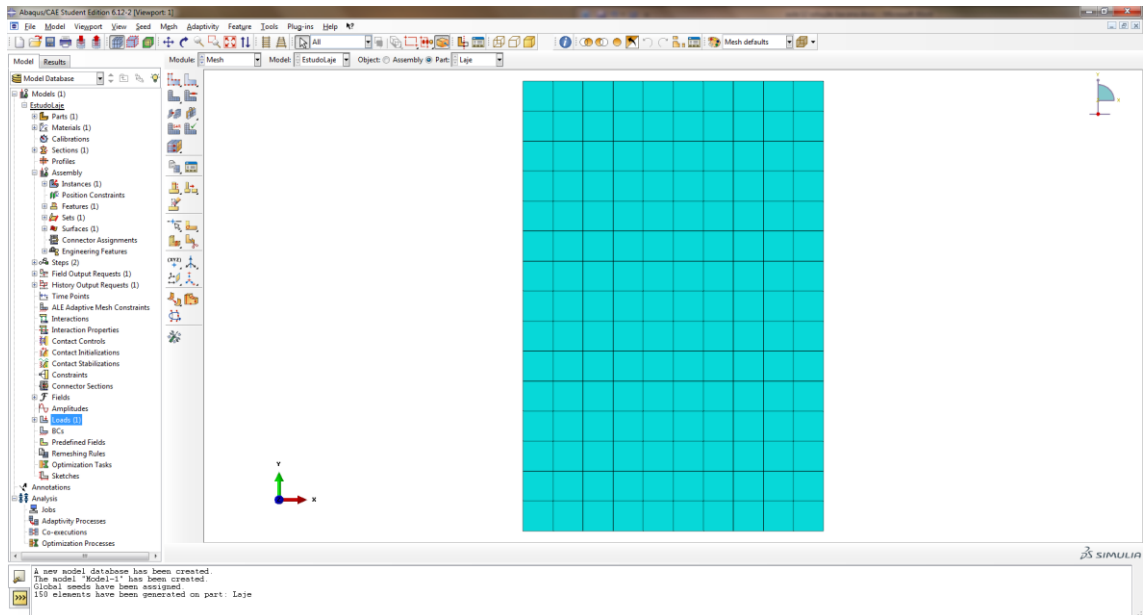 Abaqus/CAE Student Edition 6.12-2 [Viewport: 1]
File Model Viewport View Seed Mesh Adaptivity Feature Tools Plug-ins Help
All
Mesh defaults
Model Results
Module: Mesh Model: EstudoLaje Object: Assembly Part: Laje
Model Database
Models (1)
EstudoLaje
Parts (1)
Materials (1)
Calibrations
Sections (1)
Profiles
Assembly
Instances (1)
Position Constraints
Features (1)
Sets (1)
Surfaces (1)
Connector Assignments
Engineering Features
Steps (2)
Field Output Requests (1)
History Output Requests (1)
Time Points
ALE Adaptive Mesh Constraints
Interactions
Interaction Properties
Contact Controls
Contact Initializations
Contact Stabilizations
Constraints
Connector Sections
Fields
Amplitudes
Loads (1)
BCs
Predefined Fields
Remeshing Rules
Optimization Tasks
Sketches
Annotations
Analysis
Jobs
Adaptivity Processes
Co-executions
Optimization Processes
Y
X
SIMULIA
A new model database has been created.
The model "Model-1" has been created.
Global seeds have been assigned.
150 elements have been generated on part: Laje